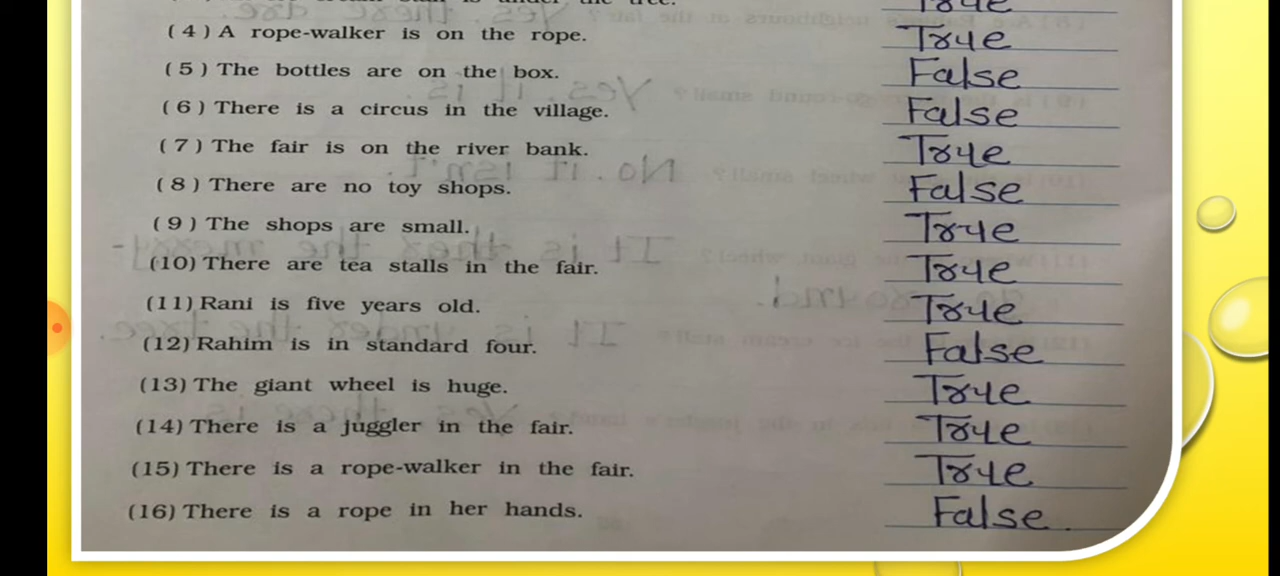 (4) A rope-walker is on the rope. True
(5) The bottles are on the box. False
(6) There is a circus in the village. False
(7) The fair is on the river bank. True
(8) There are no toy shops. False
(9) The shops are small. True
(10) There are tea stalls in the fair. True
(11) Rani is five years old. True
(12) Rahim is in standard four. False
(13) The giant wheel is huge. True
(14) There is a juggler in the fair. True
(15) There is a rope-walker in the fair. True
(16) There is a rope in her hands. False.